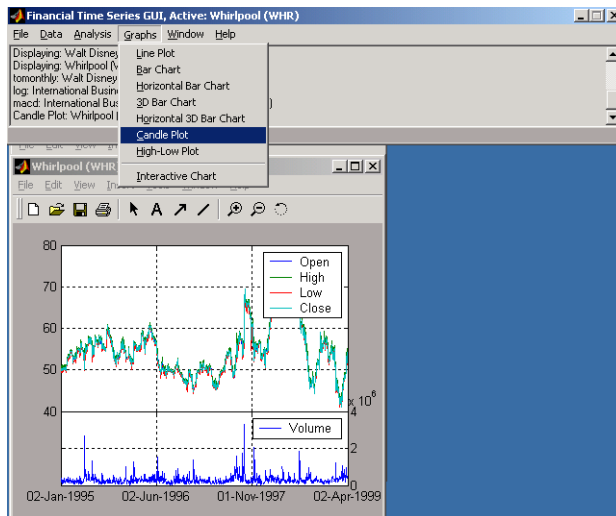 Financial Time Series GUI, Active: Whirlpool (WHR)
File Data Analysis Graphs Window Help
Displaying: Walt Disney
Displaying: Whirlpool
tomonthly: Walt Disney
log: International Busin
macd: International Bus
Candle Plot: Whirlpool
Line Plot
Bar Chart
Horizontal Bar Chart
3D Bar Chart
Horizontal 3D Bar Chart
Candle Plot
High-Low Plot
Interactive Chart
Whirlpool (WHR
File Edit View
80
70
60
50
40
Open
High
Low
Close
x 10^6
6
4
2
0
Volume
02-Jan-1995 02-Jun-1996 01-Nov-1997 02-Apr-1999